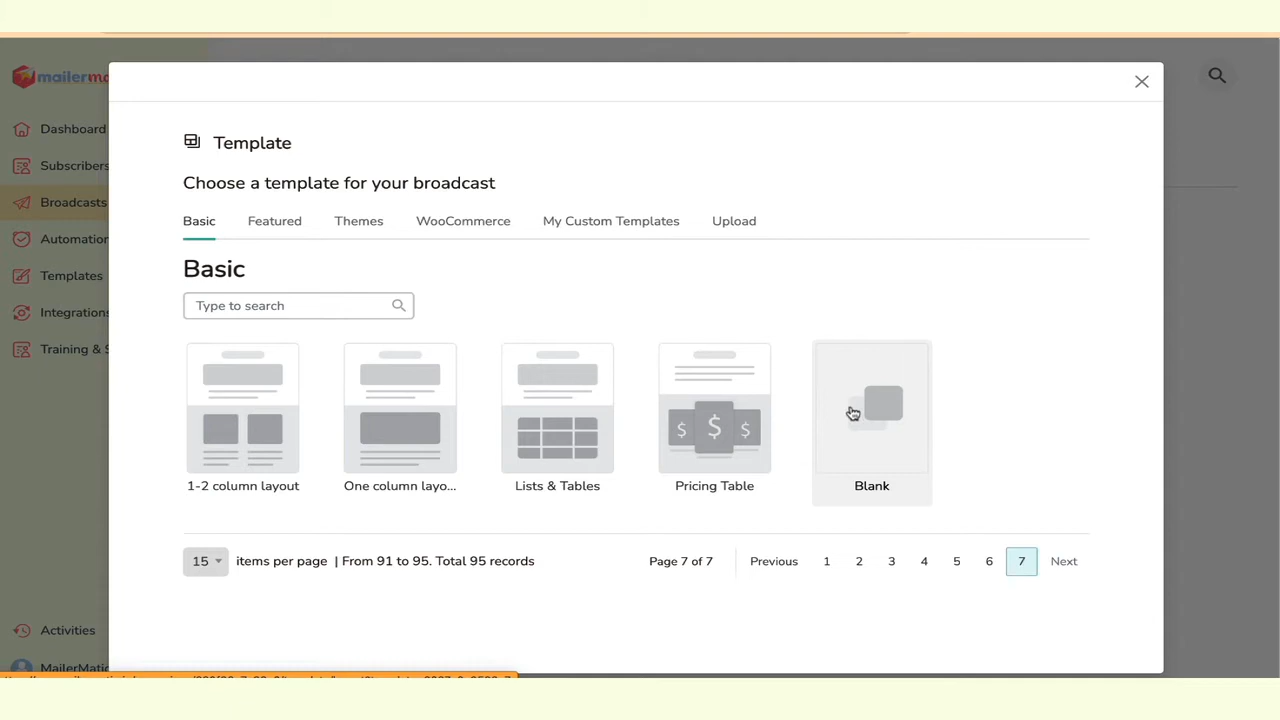 mailerma
Template
Choose a template for your broadcast
Dashboard
Subscribers
Broadcasts
Automation
Templates
Integrations
Training & S
Basic Featured Themes WooCommerce My Custom Templates Upload
Basic
Type to search
$ $ $
1-2 column layout One column layo... Lists & Tables Pricing Table Blank
15 items per page | From 91 to 95. Total 95 records Page 7 of 7 Previous 1 2 3 4 5 6 7 Next
Activities
MailerMatic